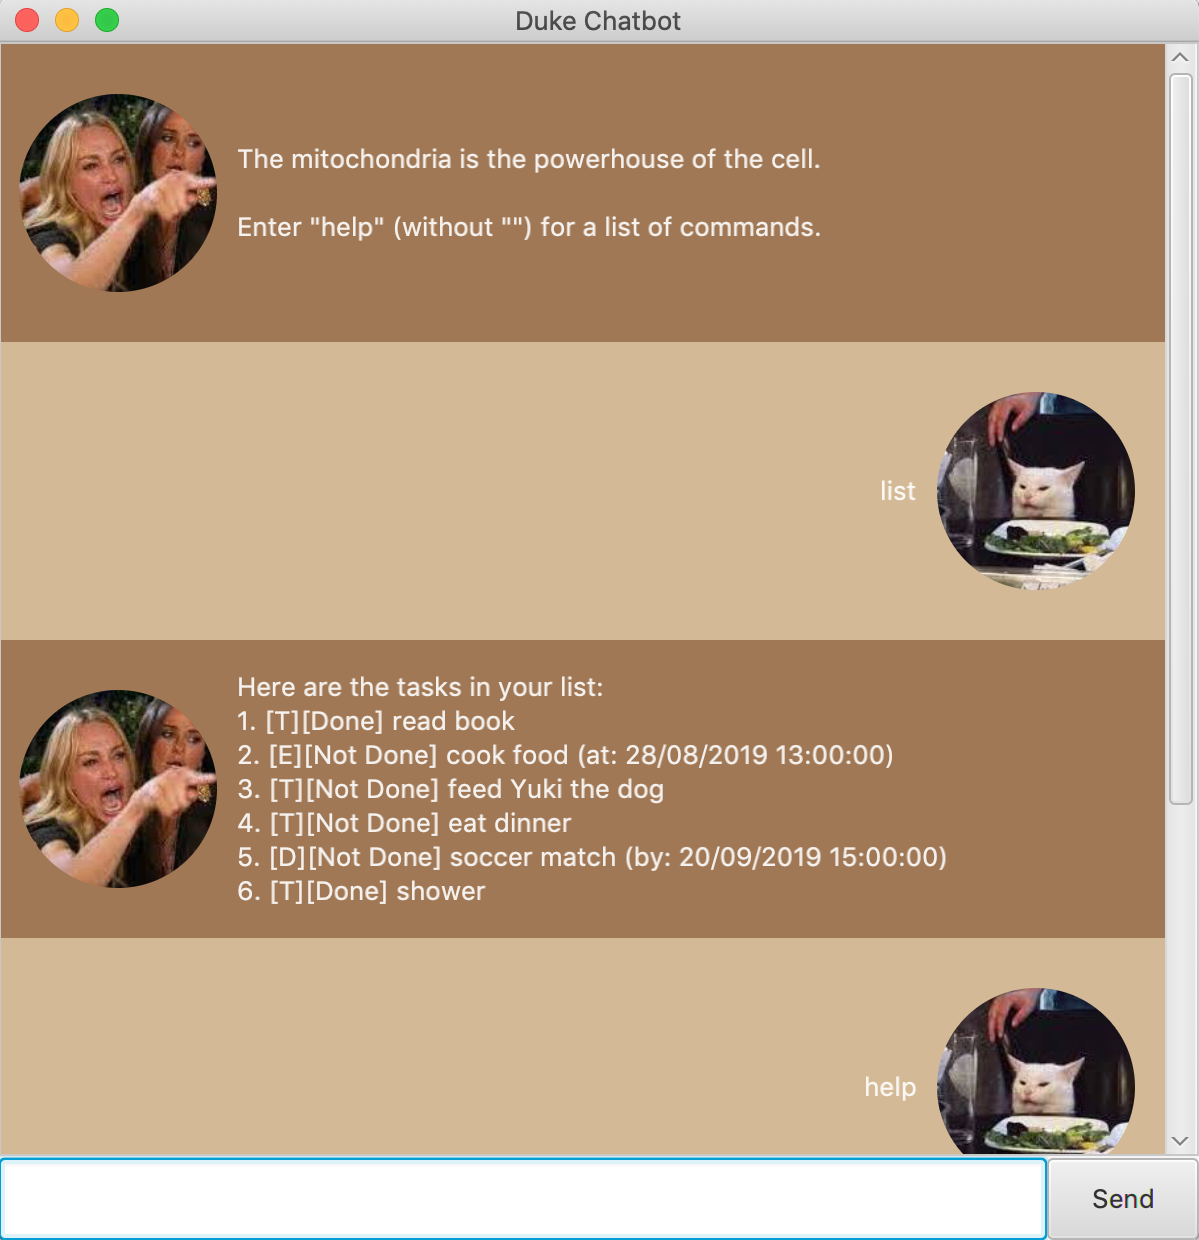 Duke Chatbot
The mitochondria is the powerhouse of the cell.
Enter "help" (without "") for a list of commands.
list
Here are the tasks in your list:
1. [T][Done] read book
2. [E][Not Done] cook food (at: 28/08/2019 13:00:00)
3. [T][Not Done] feed Yuki the dog
4. [T][Not Done] eat dinner
5. [D][Not Done] soccer match (by: 20/09/2019 15:00:00)
6. [T][Done] shower
help
Send